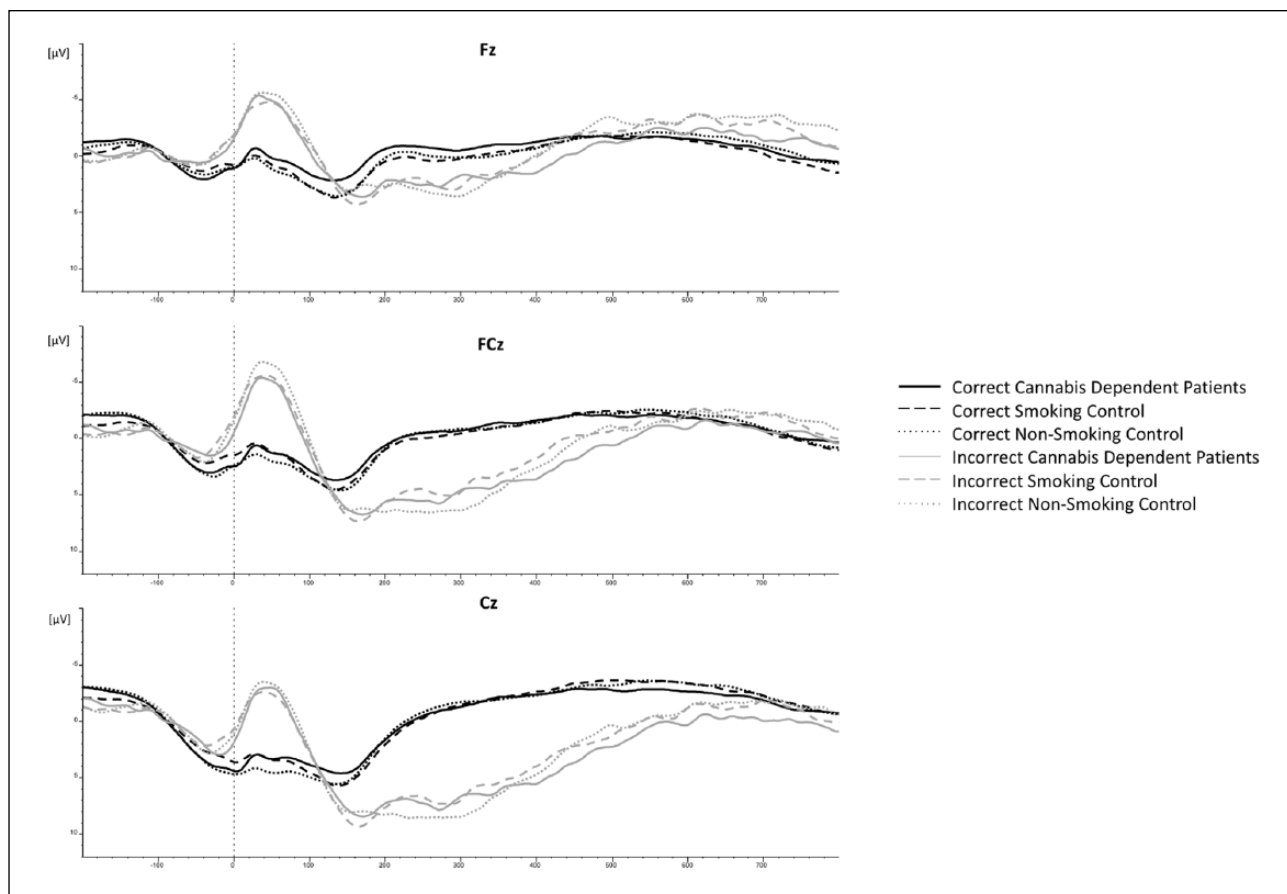 Fz
[µV]
-5
0
5
10
-100 0 100 200 300 400 500 600 700
FCz
[µV]
-5
0
5
10
-100 0 100 200 300 400 500 600 700
Correct Cannabis Dependent Patients
Correct Smoking Control
Correct Non-Smoking Control
Incorrect Cannabis Dependent Patients
Incorrect Smoking Control
Incorrect Non-Smoking Control
Cz
[µV]
-5
0
5
10
-100 0 100 200 300 400 500 600 700